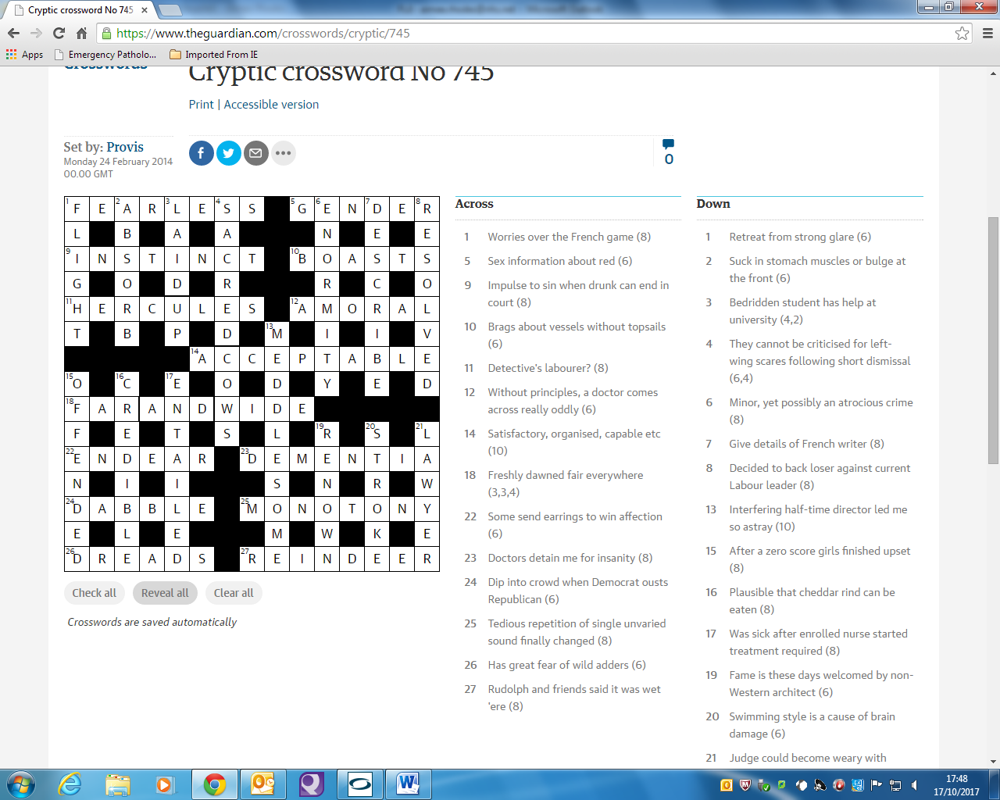 Cryptic crossword No 745
https://www.theguardian.com/crosswords/cryptic/745
Apps
Emergency Patholo...
Imported From IE
Crosswords
Cryptic crossword No 745
Print | Accessible version
Set by: Provis
Monday 24 February 2014
00.00 GMT
0
1F E 2A R 3L E 4S S 5G 6E N 7D E 8R
L B A A N E E
9I N S T I N C T 10B O A S T S
G O D R R C O
11H E R C U L E S 12A M O R A L
T B P D 13M I I V
14A C C E P T A B L E
15O 16C 17E O D Y E D
18F A R A N D W I D E
F E T S L 19R 20S 21L
22E N D E A R 23D E M E N T I A
N I I S N R W
24D A B B L E 25M O N O T O N Y
E L E M W K E
26D R E A D S 27R E I N D E E R
Check all
Reveal all
Clear all
Crosswords are saved automatically
Across
1 Worries over the French game (8)
5 Sex information about red (6)
9 Impulse to sin when drunk can end in
court (8)
10 Brags about vessels without topsails
(6)
11 Detective's labourer? (8)
12 Without principles, a doctor comes
across really oddly (6)
14 Satisfactory, organised, capable etc
(10)
18 Freshly dawned fair everywhere
(3,3,4)
22 Some send earrings to win affection
(6)
23 Doctors detain me for insanity (8)
24 Dip into crowd when Democrat ousts
Republican (6)
25 Tedious repetition of single unvaried
sound finally changed (8)
26 Has great fear of wild adders (6)
27 Rudolph and friends said it was wet
'ere (8)
Down
1 Retreat from strong glare (6)
2 Suck in stomach muscles or bulge at
the front (6)
3 Bedridden student has help at
university (4,2)
4 They cannot be criticised for left-
wing scares following short dismissal
(6,4)
6 Minor, yet possibly an atrocious crime
(8)
7 Give details of French writer (8)
8 Decided to back loser against current
Labour leader (8)
13 Interfering half-time director led me
so astray (10)
15 After a zero score girls finished upset
(8)
16 Plausible that cheddar rind can be
eaten (8)
17 Was sick after enrolled nurse started
treatment required (8)
19 Fame is these days welcomed by non-
Western architect (6)
20 Swimming style is a cause of brain
damage (6)
21 Judge could become weary with
17:48
17/10/2017